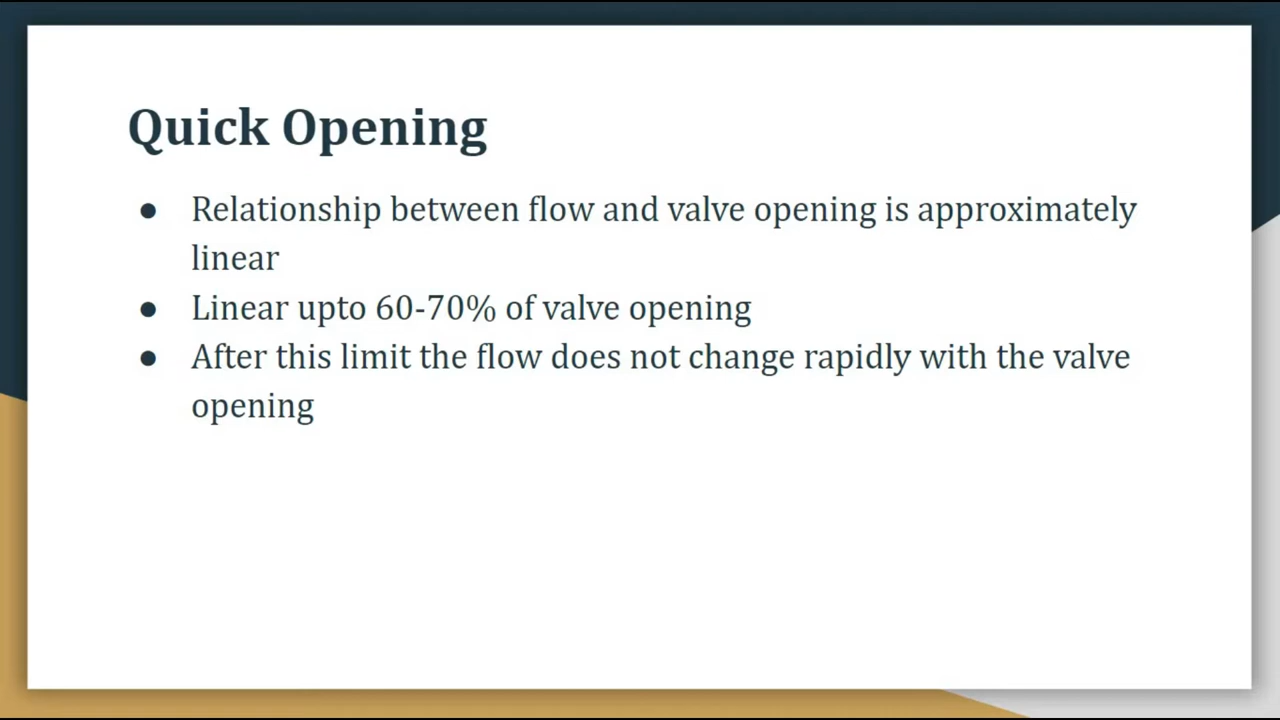 Quick Opening
● Relationship between flow and valve opening is approximately
linear
● Linear upto 60-70% of valve opening
● After this limit the flow does not change rapidly with the valve
opening